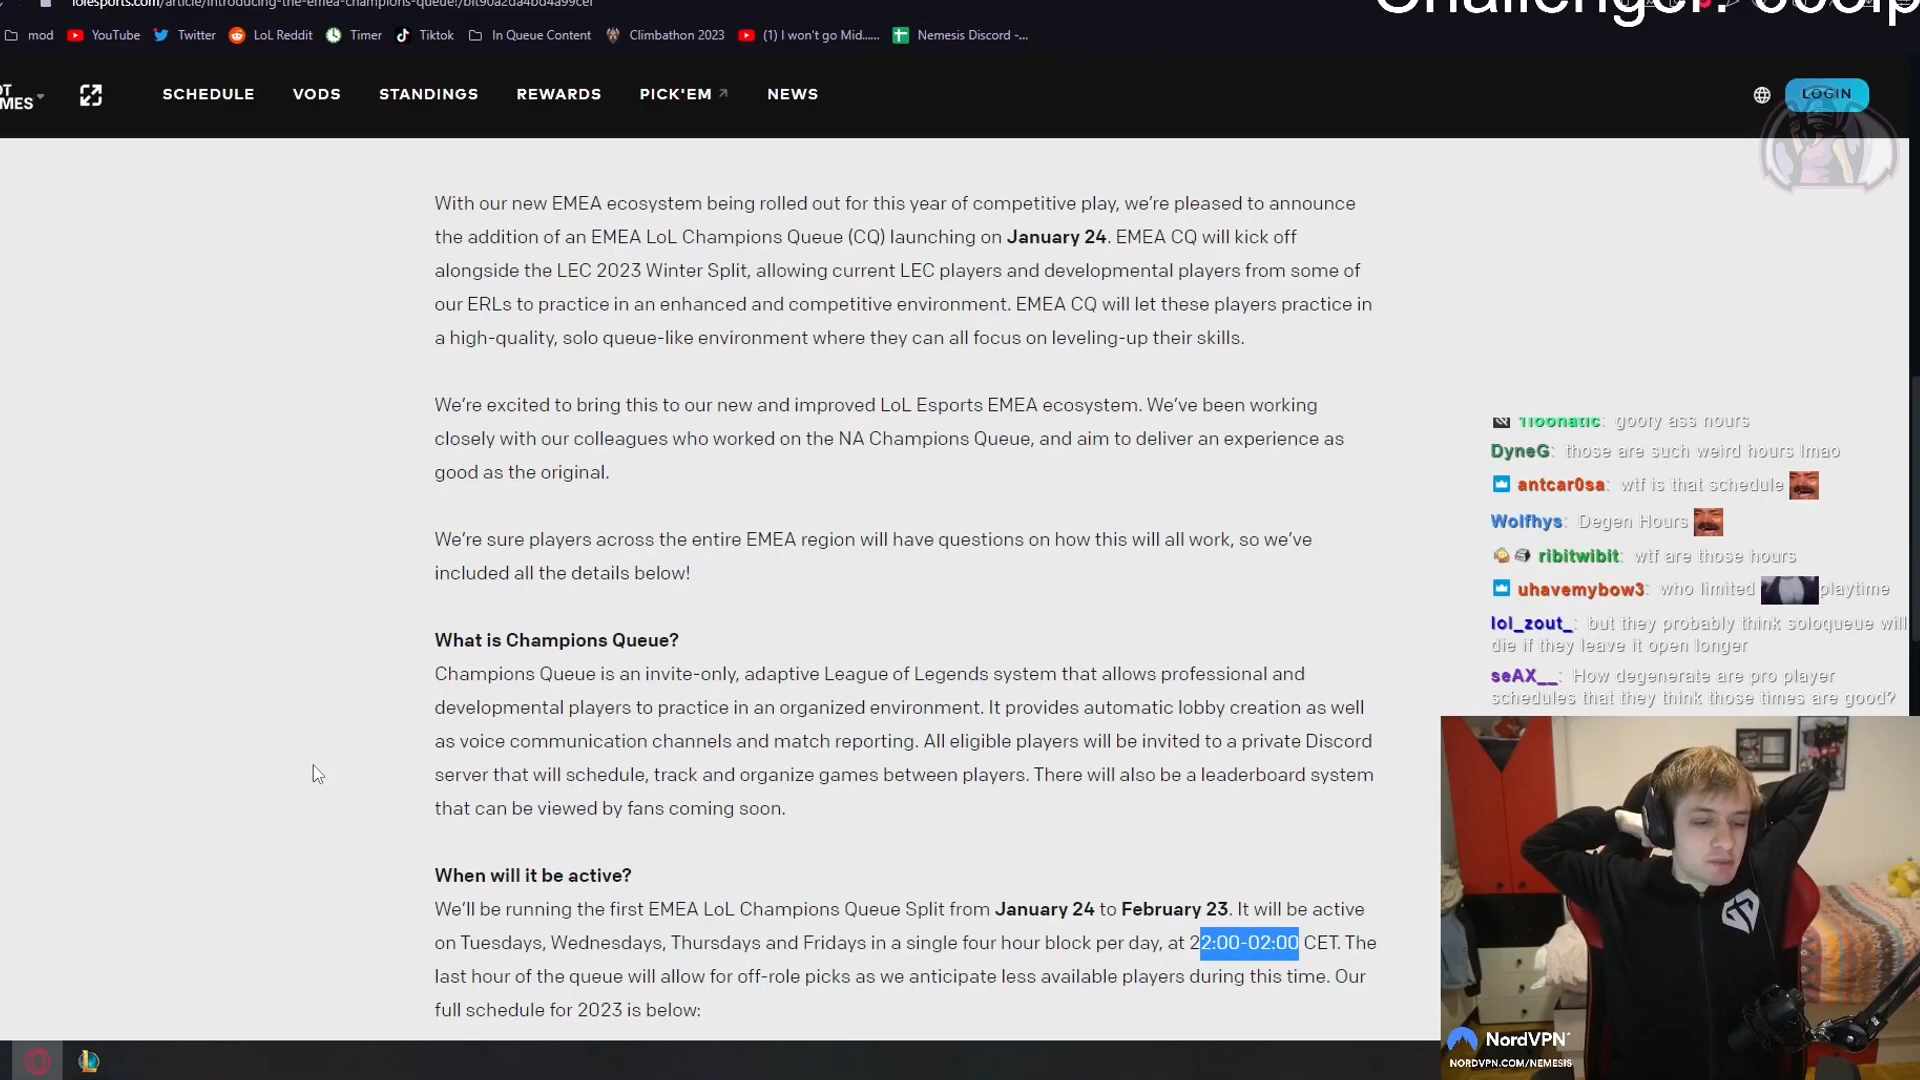 lolesports.com/article/introducing-the-emea-champions-queue!/blt90a2da4bd4a99cef
Challenger:
mod YouTube Twitter LoL Reddit Timer Tiktok In Queue Content Climbathon 2023 (1) I won't go Mid...... Nemesis Discord -...
SCHEDULE VODS STANDINGS REWARDS PICK'EM NEWS LOGIN
With our new EMEA ecosystem being rolled out for this year of competitive play, we're pleased to announce
the addition of an EMEA LoL Champions Queue (CQ) launching on January 24. EMEA CQ will kick off
alongside the LEC 2023 Winter Split, allowing current LEC players and developmental players from some of
our ERLs to practice in an enhanced and competitive environment. EMEA CQ will let these players practice in
a high-quality, solo queue-like environment where they can all focus on leveling-up their skills.
We're excited to bring this to our new and improved LoL Esports EMEA ecosystem. We've been working
closely with our colleagues who worked on the NA Champions Queue, and aim to deliver an experience as
good as the original.
We're sure players across the entire EMEA region will have questions on how this will all work, so we've
included all the details below!
What is Champions Queue?
Champions Queue is an invite-only, adaptive League of Legends system that allows professional and
developmental players to practice in an organized environment. It provides automatic lobby creation as well
as voice communication channels and match reporting. All eligible players will be invited to a private Discord
server that will schedule, track and organize games between players. There will also be a leaderboard system
that can be viewed by fans coming soon.
When will it be active?
We'll be running the first EMEA LoL Champions Queue Split from January 24 to February 23. It will be active
on Tuesdays, Wednesdays, Thursdays and Fridays in a single four hour block per day, at 22:00-02:00 CET. The
last hour of the queue will allow for off-role picks as we anticipate less available players during this time. Our
full schedule for 2023 is below:
floonatic: goofy ass hours
DyneG: those are such weird hours lmao
antcar0sa: wtf is that schedule
Wolfhys: Degen Hours
ribitwibit: wtf are those hours
uhavemybow3: who limited playtime
lol_zout_: but they probably think soloqueue will
die if they leave it open longer
seAX__: How degenerate are pro player
schedules that they think those times are good?
NordVPN
NORDVPN.COM/NEMESIS